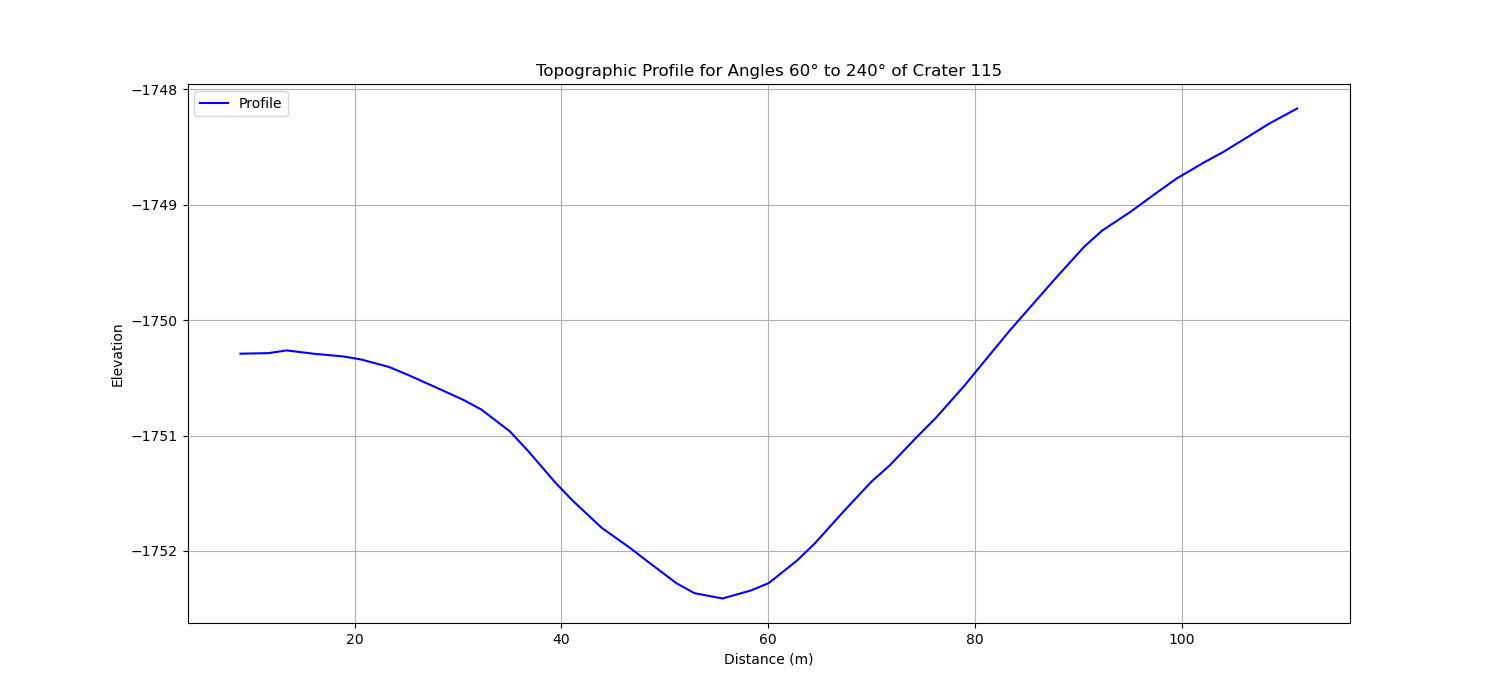 Topographic Profile for Angles 60° to 240° of Crater 115
Profile
−1748
−1749
−1750
−1751
−1752
Elevation
20
40
60
80
100
Distance (m)